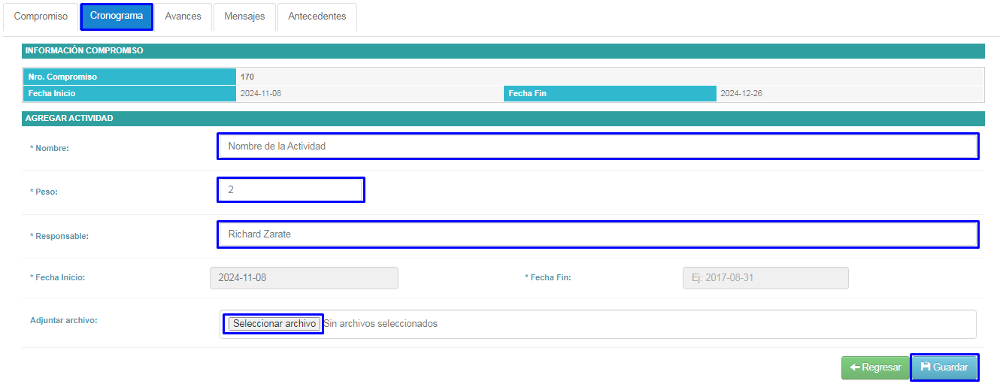 Compromiso Cronograma Avances Mensajes Antecedentes
INFORMACIÓN COMPROMISO
Nro. Compromiso 170
Fecha Inicio 2024-11-08 Fecha Fin 2024-12-26
AGREGAR ACTIVIDAD
* Nombre: Nombre de la Actividad
* Peso: 2
* Responsable: Richard Zarate
* Fecha Inicio: 2024-11-08 * Fecha Fin: Ej: 2017-08-31
Adjuntar archivo: Seleccionar archivo Sin archivos seleccionados
Regresar Guardar